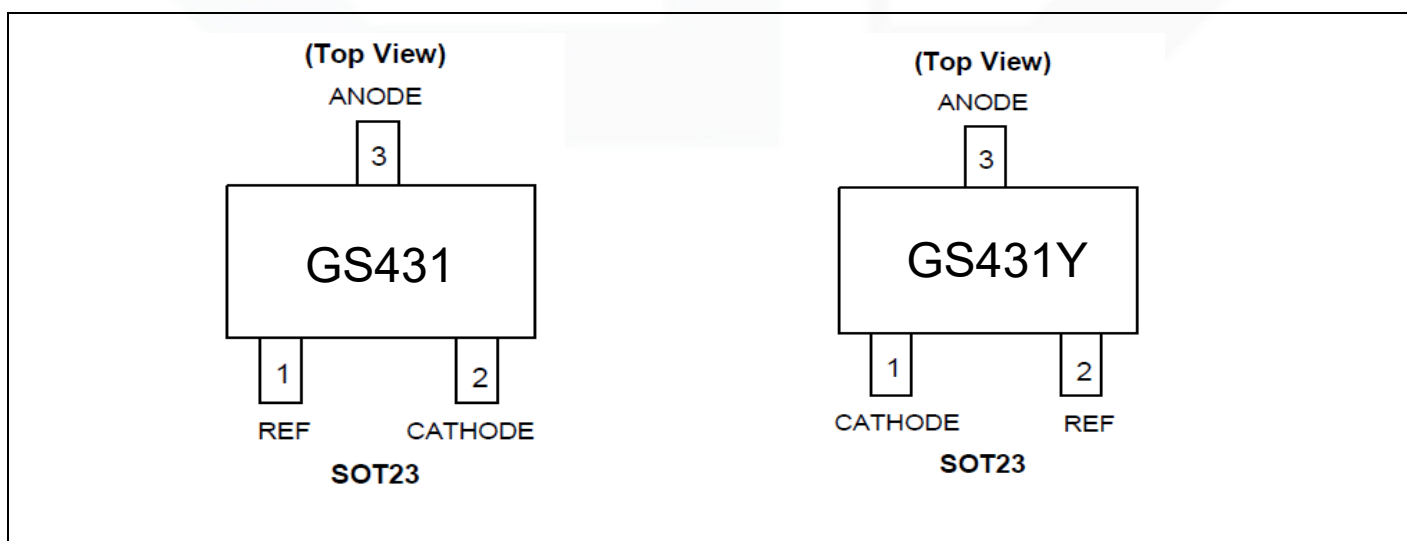 (Top View)
ANODE
3
GS431
1
2
REF
CATHODE
SOT23
(Top View)
ANODE
3
GS431Y
1
2
CATHODE
REF
SOT23